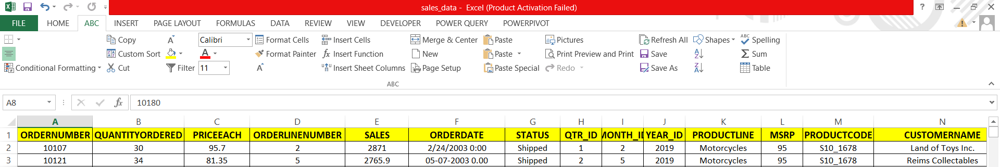 sales_data - Excel (Product Activation Failed)
FILE HOME ABC INSERT PAGE LAYOUT FORMULAS DATA REVIEW VIEW DEVELOPER POWER QUERY POWERPIVOT
Copy Calibri Format Cells Insert Cells Merge & Center Paste Pictures Refresh All Shapes Spelling
Custom Sort Format Painter Insert Function New Paste Print Preview and Print Save Sum
Conditional Formatting Cut Filter 11 Insert Sheet Columns Page Setup Paste Special Redo Save As Table
ABC
A8 fx 10180
A B C D E F G H I J K L M N
1 ORDERNUMBER QUANTITYORDERED PRICEEACH ORDERLINENUMBER SALES ORDERDATE STATUS QTR_ID MONTH_ID YEAR_ID PRODUCTLINE MSRP PRODUCTCODE CUSTOMERNAME
2 10107 30 95.7 2 2871 2/24/2003 0:00 Shipped 1 2 2019 Motorcycles 95 S10_1678 Land of Toys Inc.
3 10121 34 81.35 5 2765.9 05-07-2003 0.00 Shipped 2 5 2019 Motorcycles 95 S10_1678 Reims Collectables